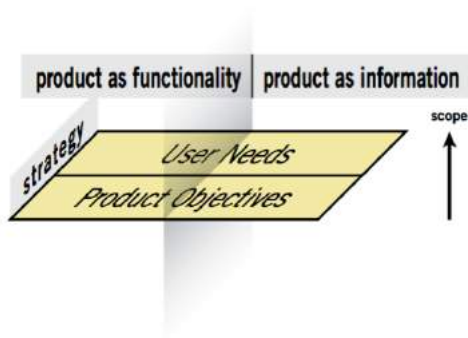 product as functionality product as information
scope
strategy
User Needs
Product Objectives